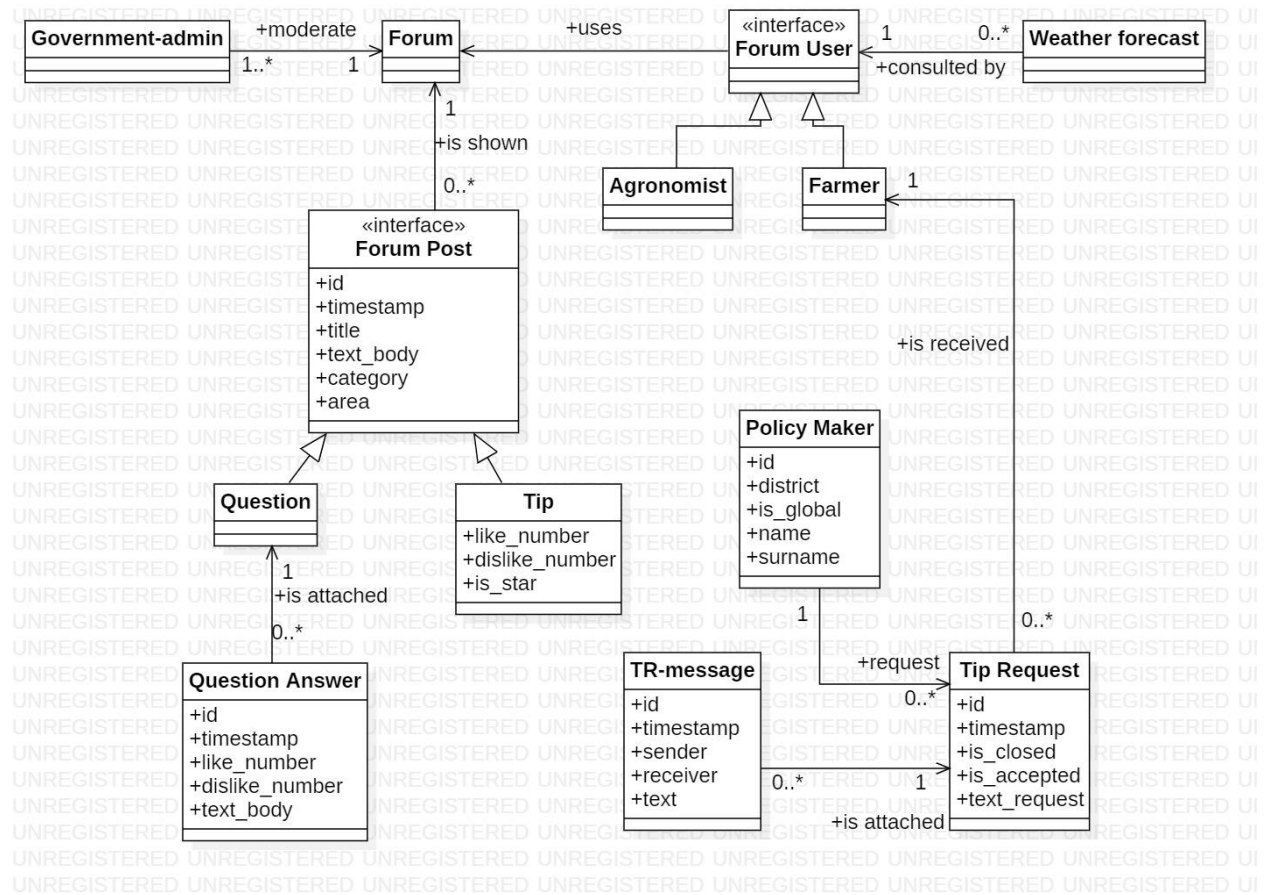 Government-admin
+moderate
1..*
1
Forum
+uses
«interface»
Forum User
1
0..*
+consulted by
Weather forecast
1
+is shown
0..*
Agronomist
Farmer
1
«interface»
Forum Post
+id
+timestamp
+title
+text_body
+category
+area
+is received
Policy Maker
+id
+district
+is_global
+name
+surname
Question
Tip
+like_number
+dislike_number
+is_star
1
+is attached
0..*
1
+request
0..*
0..*
Question Answer
+id
+timestamp
+like_number
+dislike_number
+text_body
TR-message
+id
+timestamp
+sender
+receiver
+text
0..*
1
+is attached
Tip Request
+id
+timestamp
+is_closed
+is_accepted
+text_request
UNREGISTERED